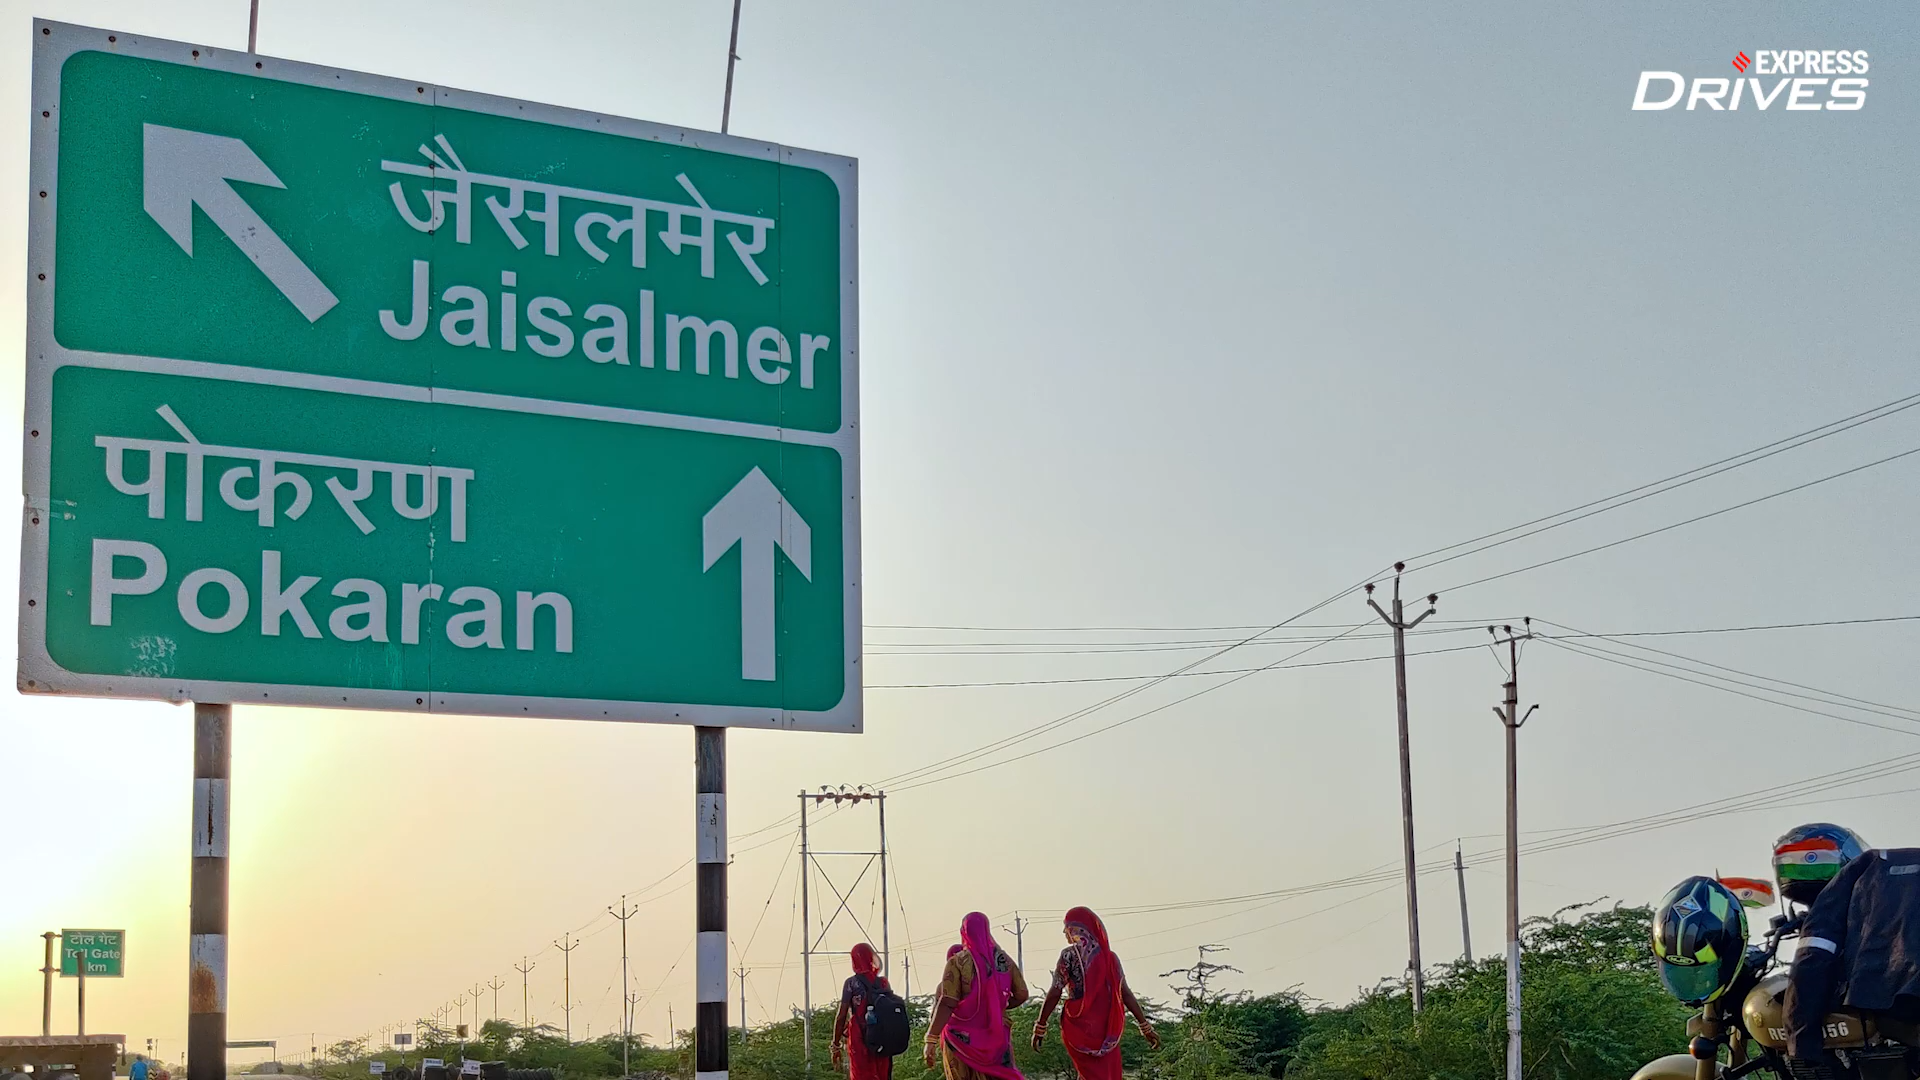 जैसलमेर
Jaisalmer
पोकरण
Pokaran
EXPRESS
DRIVES
टोल गेट
Toll Gate
km